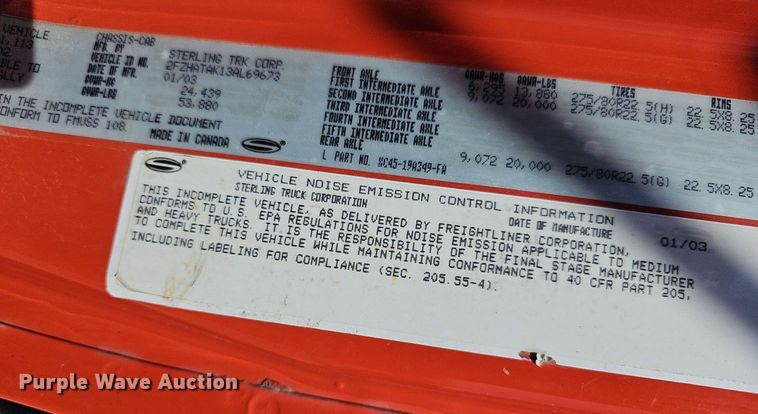 VEHICLE
113
02
BLE TO
ALLY
IN THE INCOMPLETE VEHICLE DOCUMENT
CONFORM TO FMVSS 108.
MADE IN CANADA
CHASSIS-CAB
MFG. BY STERLING TRK CORP.
VEHICLE ID NO. 2FZHATAK13AL69673
DATE OF MFG. 01/03
GVWR-KG 24,439
GVWR-LBS 53,880
GAWR-KGS GAWR-LBS TIRES RIMS
FRONT AXLE 13,880 275/80R22.5(H) 22.5X8.25
FIRST INTERMEDIATE AXLE 9,072 20,000 275/80R22.5(G) 22.5X8.25
SECOND INTERMEDIATE AXLE
THIRD INTERMEDIATE AXLE
FOURTH INTERMEDIATE AXLE
FIFTH INTERMEDIATE AXLE
REAR AXLE 9,072 20,000 275/80R22.5(G) 22.5X8.25
L PART NO. XC45-19A349-FA
VEHICLE NOISE EMISSION CONTROL INFORMATION
STERLING TRUCK CORPORATION DATE OF MANUFACTURE 01/03
THIS INCOMPLETE VEHICLE, AS DELIVERED BY FREIGHTLINER CORPORATION,
CONFORMS TO U.S. EPA REGULATIONS FOR NOISE EMISSION APPLICABLE TO MEDIUM
AND HEAVY TRUCKS. IT IS THE RESPONSIBILITY OF THE FINAL STAGE MANUFACTURER
TO COMPLETE THIS VEHICLE WHILE MAINTAINING CONFORMANCE TO 40 CFR PART 205,
INCLUDING LABELING FOR COMPLIANCE (SEC. 205.55-4).
Purple Wave Auction